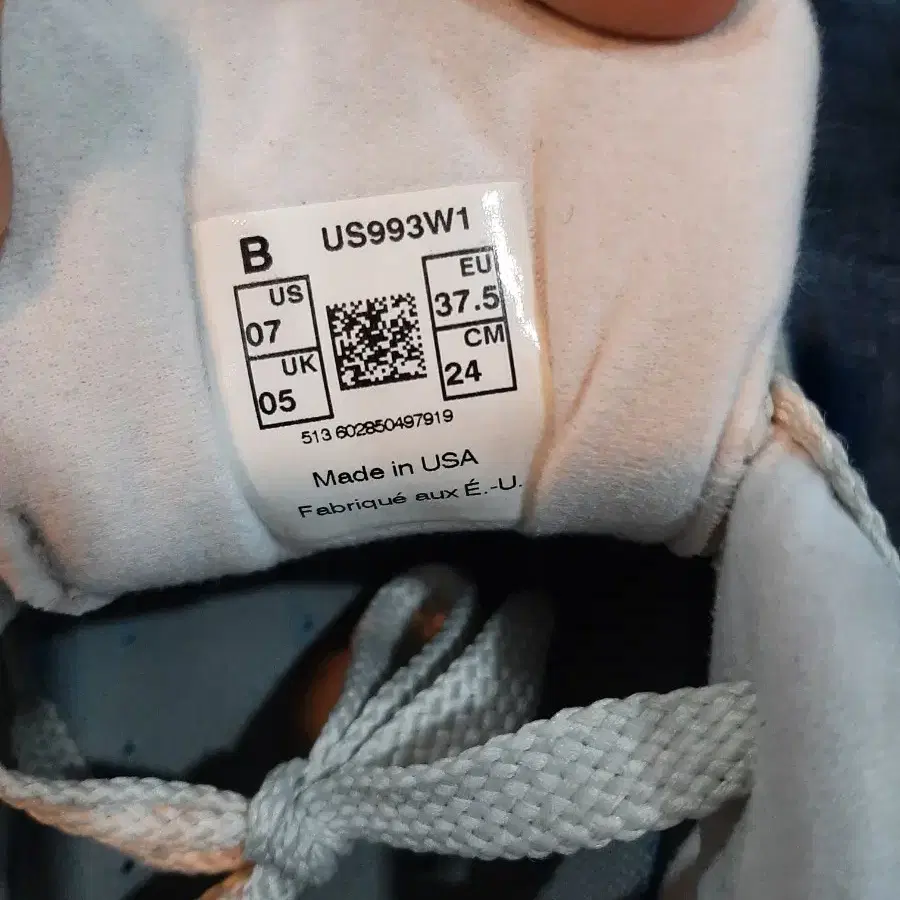 B US993W1
US
07
UK
05
EU
37.5
CM
24
513 602850497919
Made in USA
Fabriqué aux É.-U.